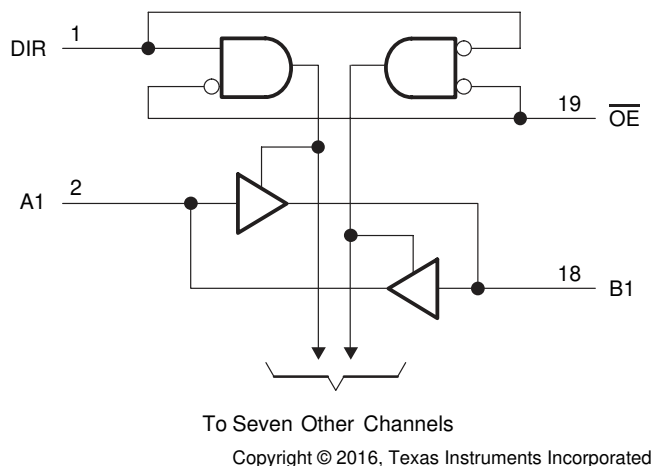 DIR 1
19 OE
A1 2
18 B1
To Seven Other Channels
Copyright © 2016, Texas Instruments Incorporated